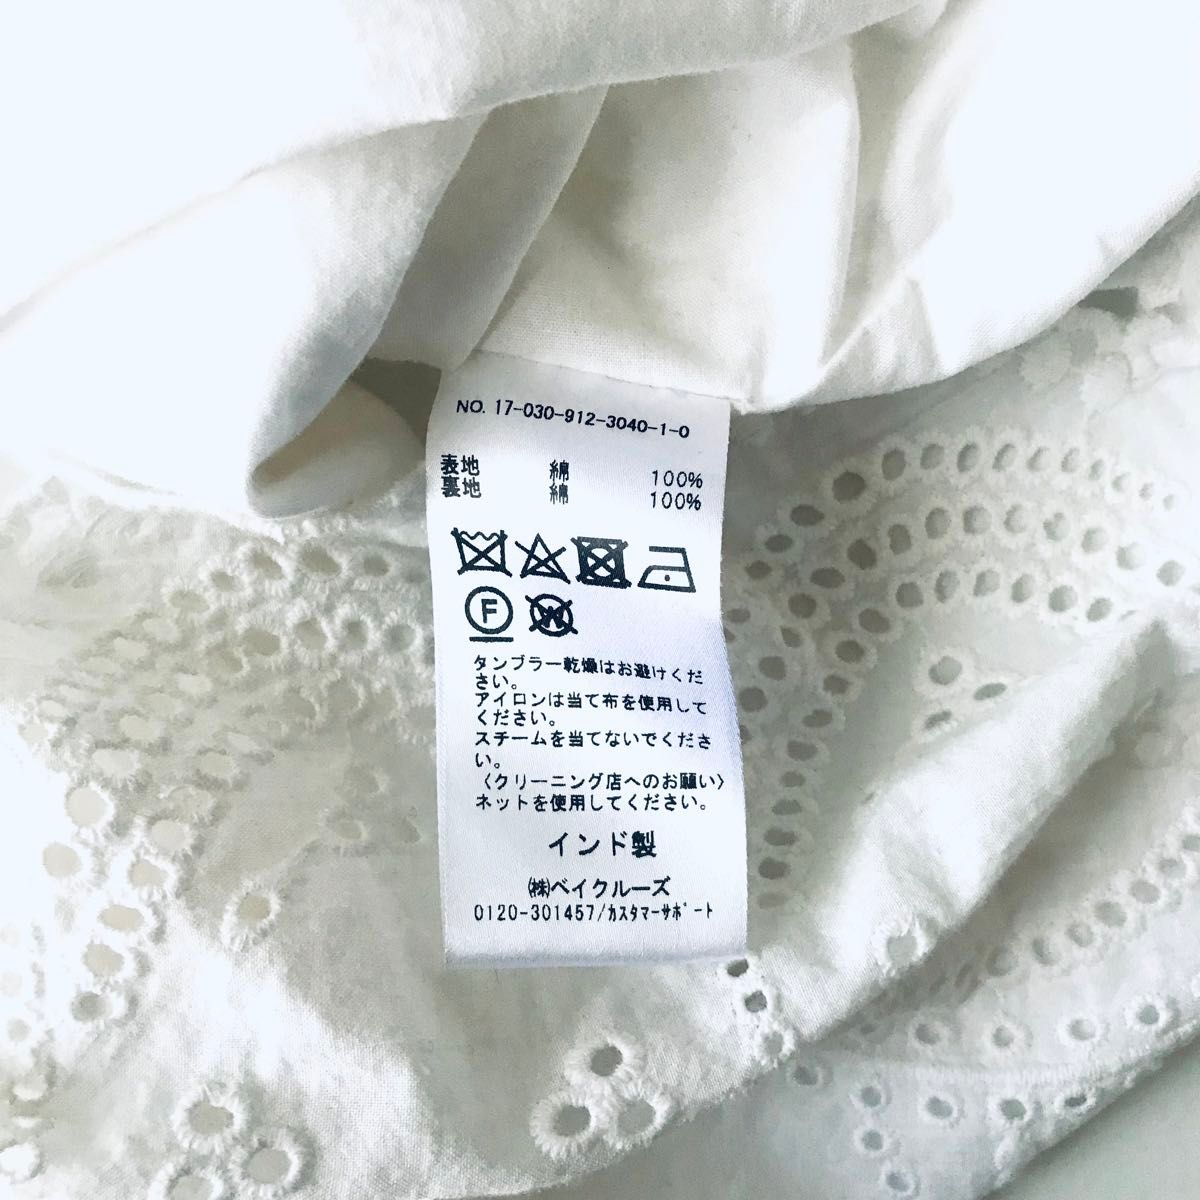 NO. 17-030-912-3040-1-0
表地 綿 100%
裏地 綿 100%
F W
タンブラー乾燥はお避けくだ
さい。
アイロンは当て布を使用して
ください。
スチームを当てないでくださ
い。
〈クリーニング店へのお願い〉
ネットを使用してください。
インド製
㈱ベイクルーズ
0120-301457/ｶｽﾀﾏｰｻﾎﾟｰﾄ